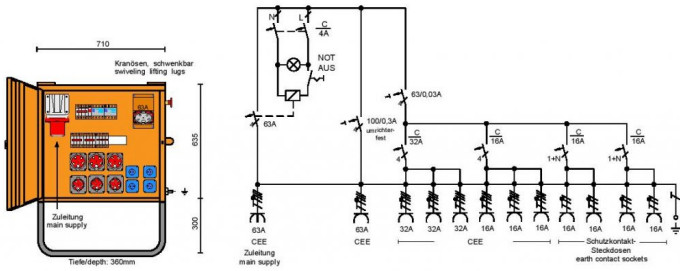 710
Kranösen, schwenkbar
swiveling lifting lugs
63A
635
300
Zuleitung
main supply
Tiefe/depth: 360mm
N
L
C
4A
NOT
AUS
63A
100/0,3A
umrichter-
fest
63/0,03A
C
32A
4
C
16A
4
C
16A
1+N
C
16A
1+N
63A
63A
32A
32A
32A
16A
16A
16A
16A
16A
16A
16A
CEE
Zuleitung
main supply
CEE
CEE
Schutzkontakt-
Steckdosen
earth contact sockets